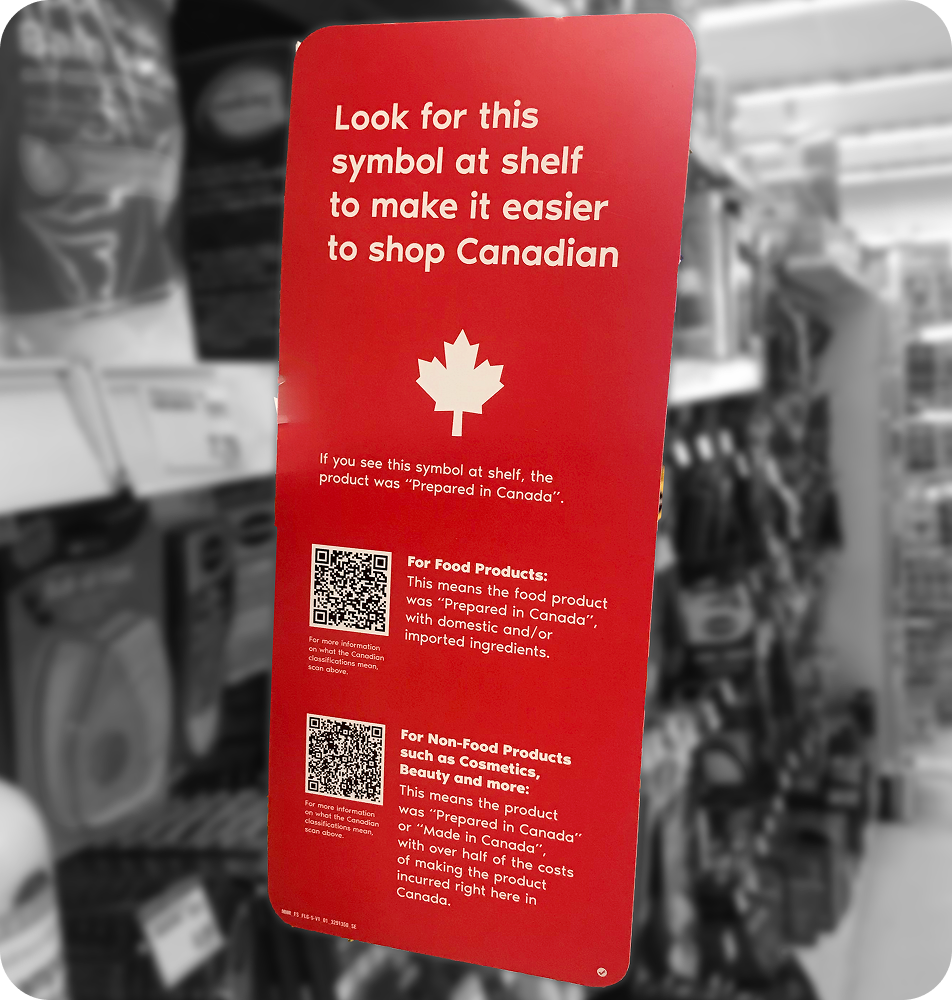 Look for this
symbol at shelf
to make it easier
to shop Canadian
If you see this symbol at shelf, the
product was “Prepared in Canada”.
For Food Products:
This means the food product
was “Prepared in Canada”,
with domestic and/or
imported ingredients.
For more information
on what the Canadian
classifications mean,
scan above.
For Non-Food Products
such as Cosmetics,
Beauty and more:
This means the product
was “Prepared in Canada”
or “Made in Canada”,
with over half of the costs
of making the product
incurred right here in
Canada.
For more information
on what the Canadian
classifications mean,
scan above.